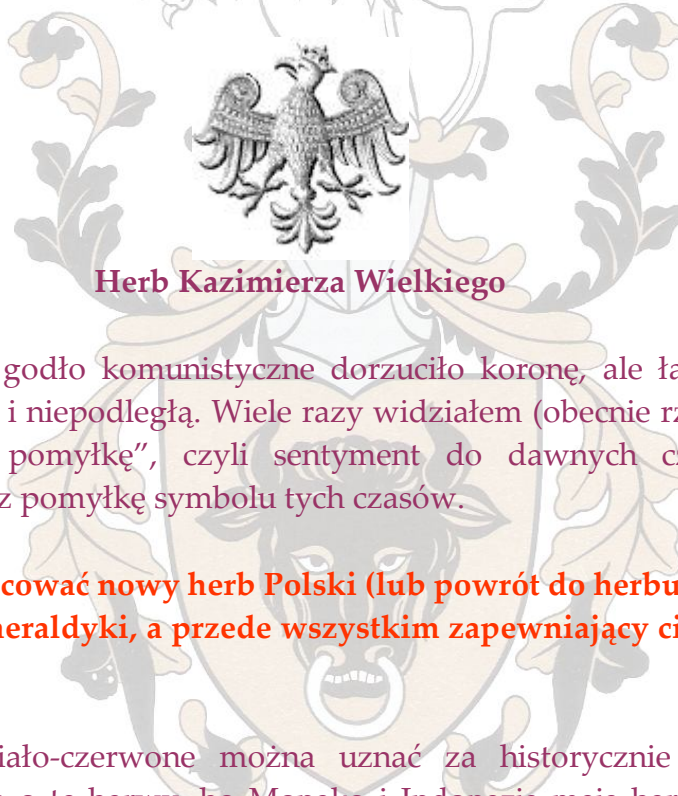 Herb Kazimierza Wielkiego
godło komunistyczne dorzuciło koronę, ale ła
i niepodległą. Wiele razy widziałem (obecnie rz
pomyłkę”, czyli sentyment do dawnych cz
z pomyłkę symbolu tych czasów.
cować nowy herb Polski (lub powrót do herbu
heraldyki, a przede wszystkim zapewniający ci
iało-czerwone można uznać za historycznie